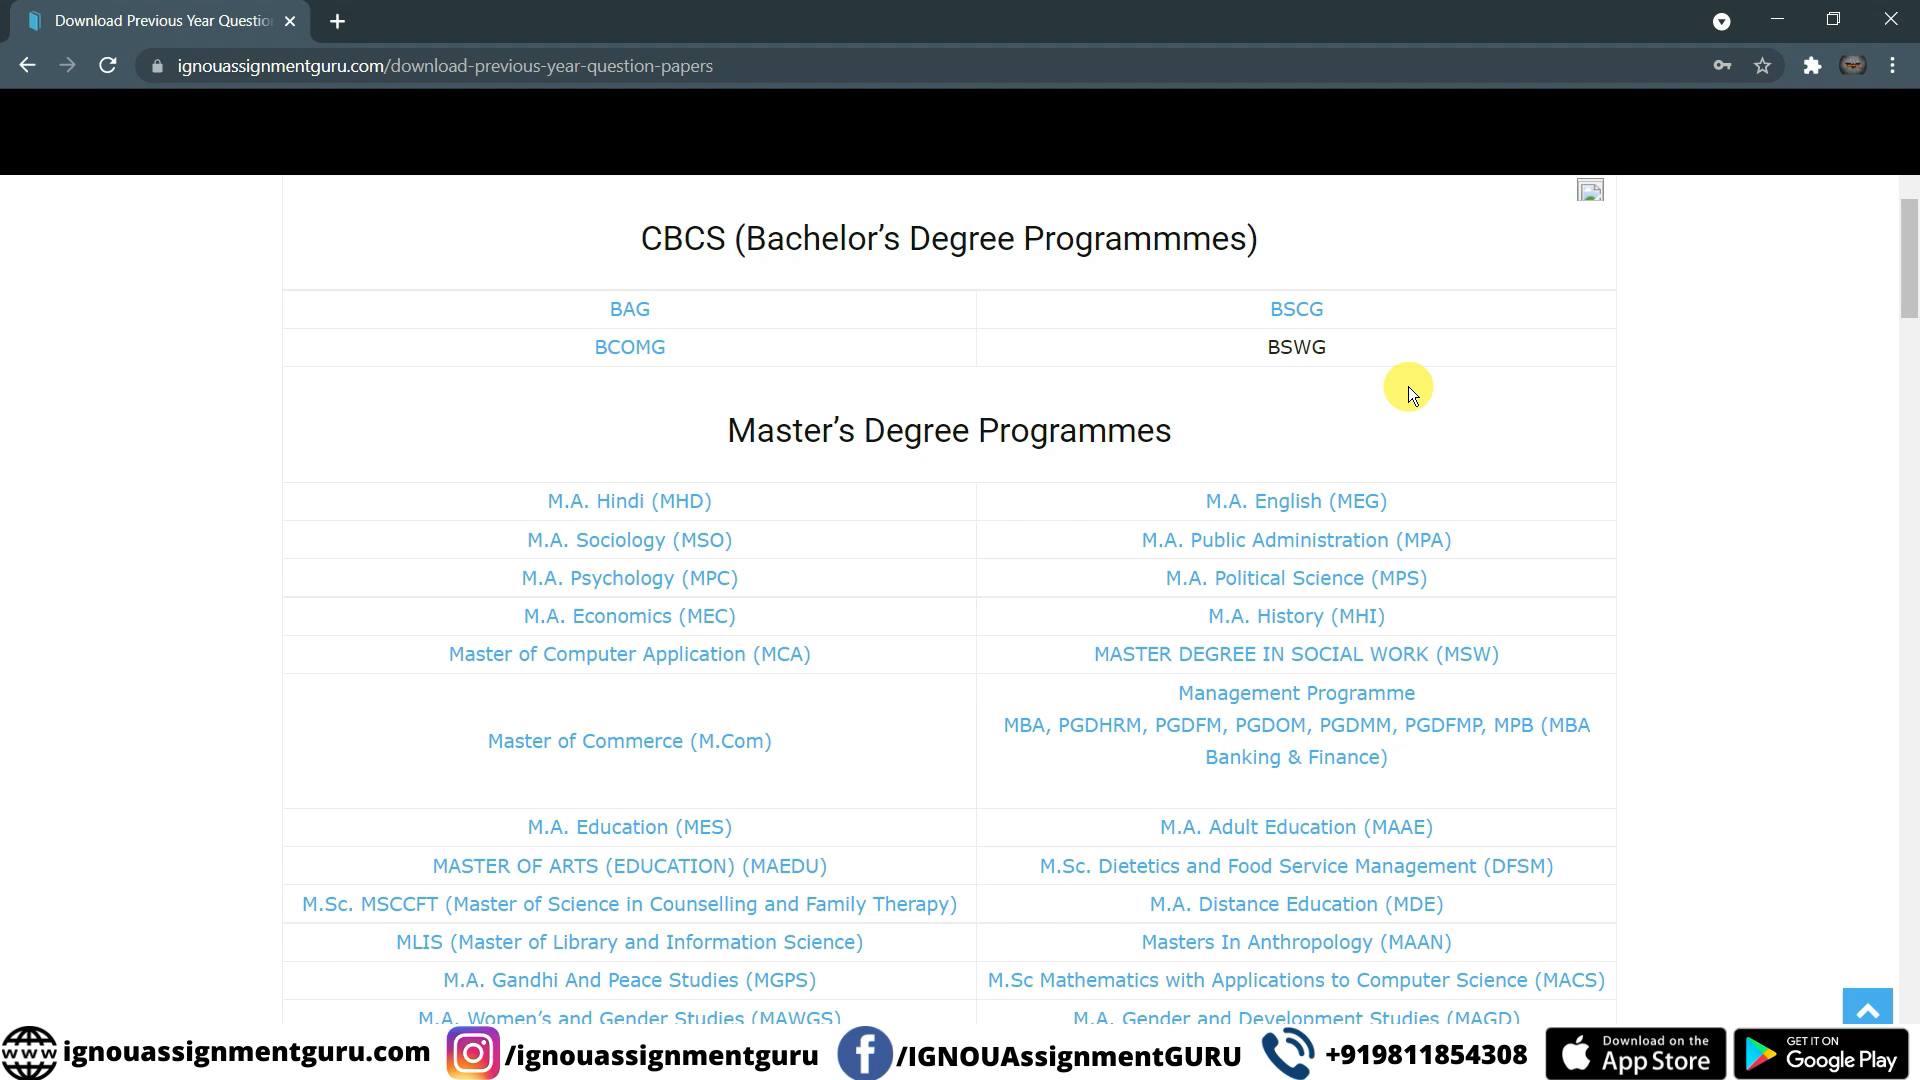 Download Previous Year Questio
ignouassignmentguru.com/download-previous-year-question-papers
CBCS (Bachelor’s Degree Programmmes)
BAG BSCG
BCOMG BSWG
Master’s Degree Programmes
M.A. Hindi (MHD) M.A. English (MEG)
M.A. Sociology (MSO) M.A. Public Administration (MPA)
M.A. Psychology (MPC) M.A. Political Science (MPS)
M.A. Economics (MEC) M.A. History (MHI)
Master of Computer Application (MCA) MASTER DEGREE IN SOCIAL WORK (MSW)
Management Programme
Master of Commerce (M.Com) MBA, PGDHRM, PGDFM, PGDOM, PGDMM, PGDFMP, MPB (MBA
Banking & Finance)
M.A. Education (MES) M.A. Adult Education (MAAE)
MASTER OF ARTS (EDUCATION) (MAEDU) M.Sc. Dietetics and Food Service Management (DFSM)
M.Sc. MSCCFT (Master of Science in Counselling and Family Therapy) M.A. Distance Education (MDE)
MLIS (Master of Library and Information Science) Masters In Anthropology (MAAN)
M.A. Gandhi And Peace Studies (MGPS) M.Sc Mathematics with Applications to Computer Science (MACS)
M.A. Women’s and Gender Studies (MAWGS) M.A. Gender and Development Studies (MAGD)
www ignouassignmentguru.com /ignouassignmentguru /IGNOUAssignmentGURU +919811854308 Download on the App Store GET IT ON Google Play